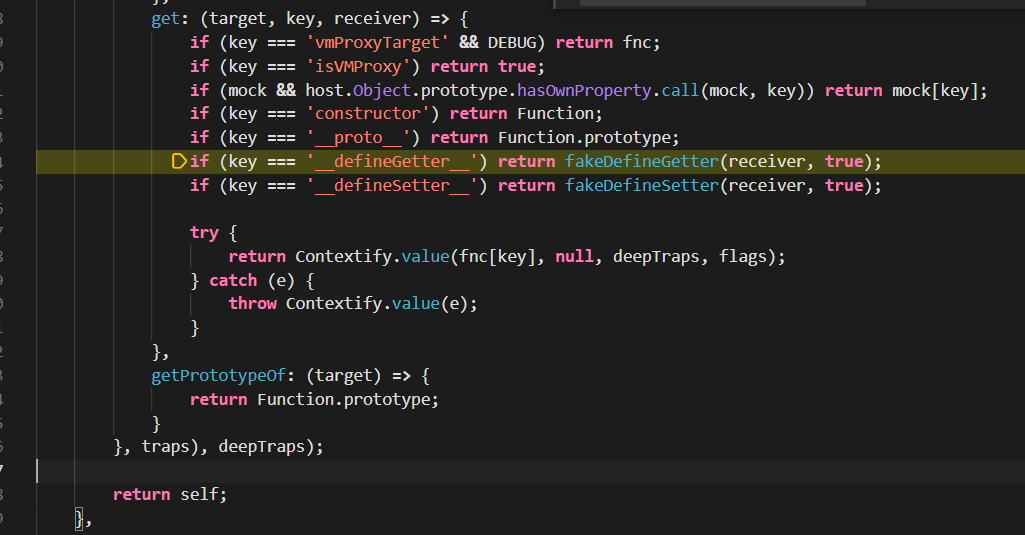 get: (target, key, receiver) => {
if (key === 'vmProxyTarget' && DEBUG) return fnc;
if (key === 'isVMProxy') return true;
if (mock && host.Object.prototype.hasOwnProperty.call(mock, key)) return mock[key];
if (key === 'constructor') return Function;
if (key === '__proto__') return Function.prototype;
if (key === '__defineGetter__') return fakeDefineGetter(receiver, true);
if (key === '__defineSetter__') return fakeDefineSetter(receiver, true);
try {
return Contextify.value(fnc[key], null, deepTraps, flags);
} catch (e) {
throw Contextify.value(e);
}
},
getPrototypeOf: (target) => {
return Function.prototype;
}
}, traps), deepTraps);
return self;
},